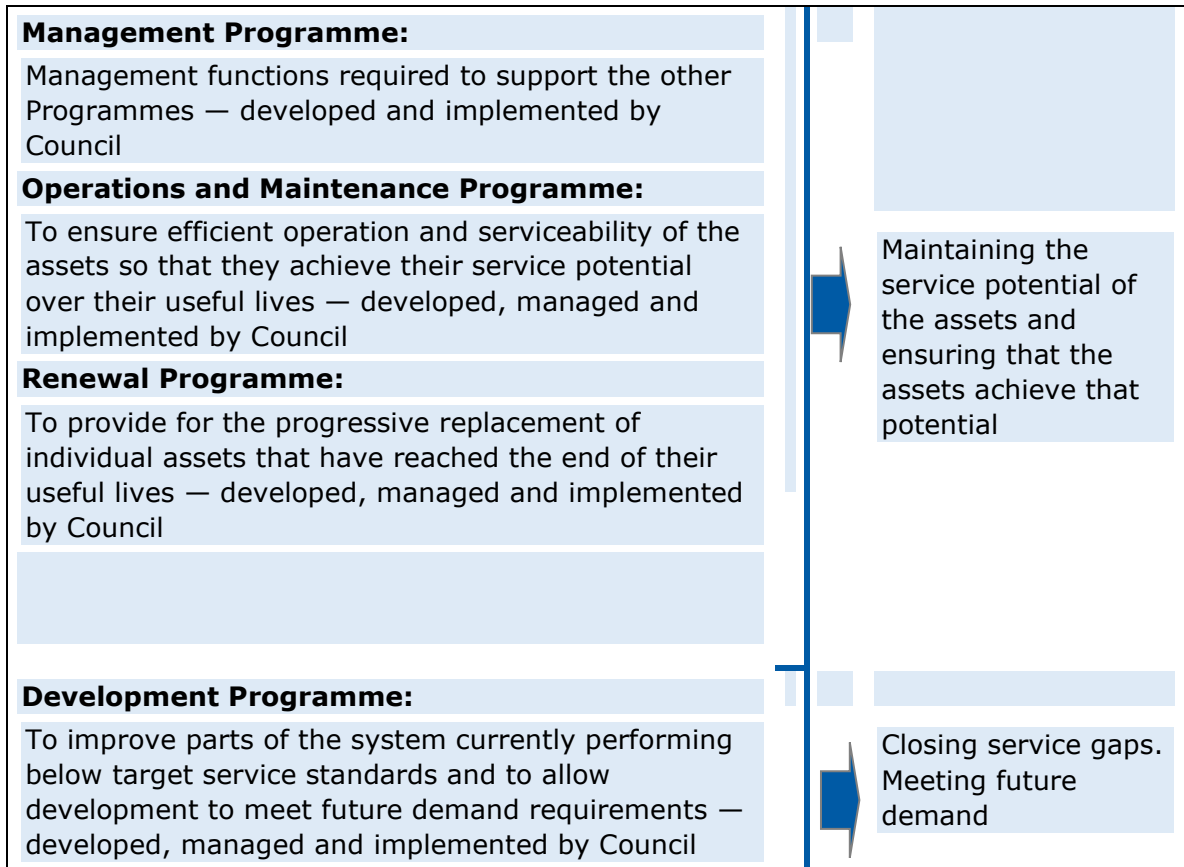 Management Programme:
Management functions required to support the other
Programmes — developed and implemented by
Council
Operations and Maintenance Programme:
To ensure efficient operation and serviceability of the
assets so that they achieve their service potential
over their useful lives — developed, managed and
implemented by Council
Renewal Programme:
To provide for the progressive replacement of
individual assets that have reached the end of their
useful lives — developed, managed and implemented
by Council
Maintaining the
service potential of
the assets and
ensuring that the
assets achieve that
potential
Development Programme:
To improve parts of the system currently performing
below target service standards and to allow
development to meet future demand requirements —
developed, managed and implemented by Council
Closing service gaps.
Meeting future
demand